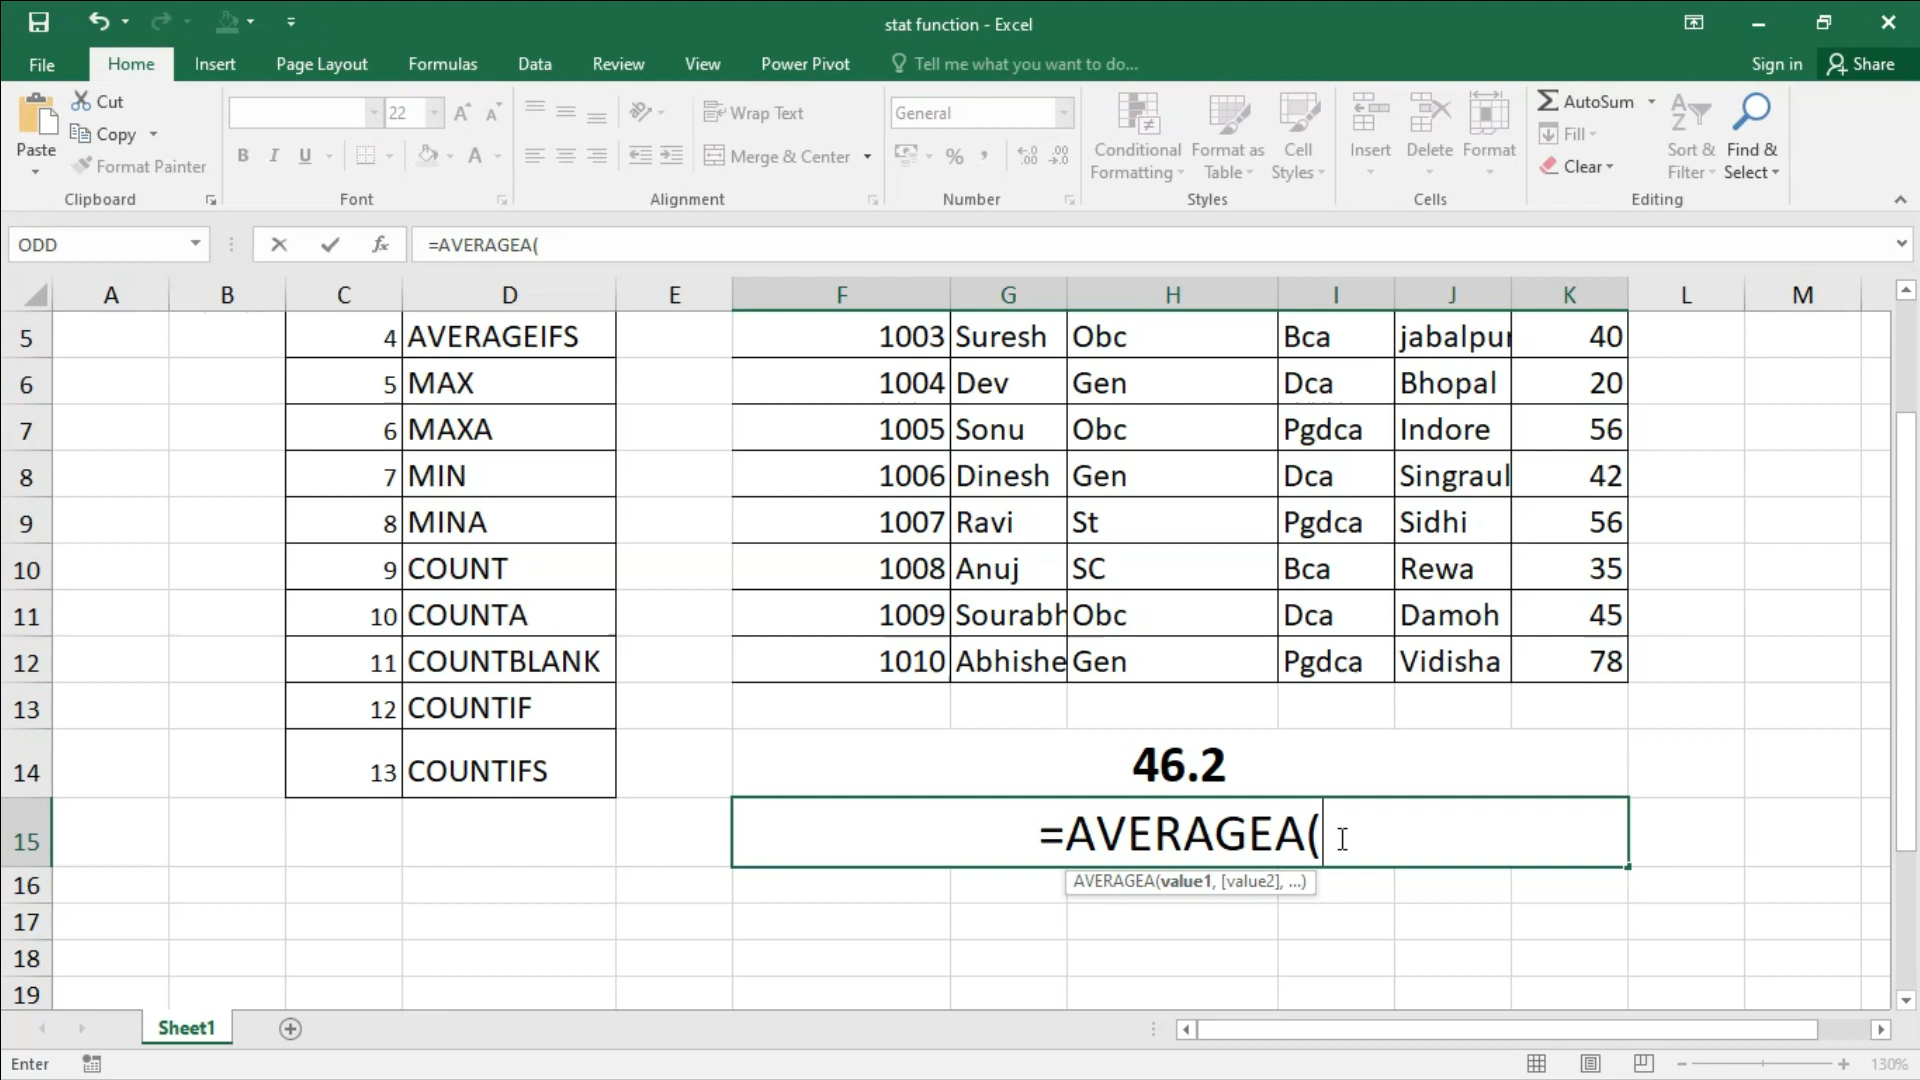 stat function - Excel
File Home Insert Page Layout Formulas Data Review View Power Pivot Tell me what you want to do... Sign in Share
Paste Cut Copy Format Painter
Clipboard
22
B I U A
Font
Wrap Text
Merge & Center
Alignment
General
%
Number
Conditional Formatting Format as Table Cell Styles
Styles
Insert Delete Format
Cells
AutoSum
Fill
Clear
Sort & Filter Find & Select
Editing
ODD fx =AVERAGEA(
A B C D E F G H I J K L M
5 4 AVERAGEIFS 1003 Suresh Obc Bca jabalpur 40
6 5 MAX 1004 Dev Gen Dca Bhopal 20
7 6 MAXA 1005 Sonu Obc Pgdca Indore 56
8 7 MIN 1006 Dinesh Gen Dca Singraul 42
9 8 MINA 1007 Ravi St Pgdca Sidhi 56
10 9 COUNT 1008 Anuj SC Bca Rewa 35
11 10 COUNTA 1009 Sourabh Obc Dca Damoh 45
12 11 COUNTBLANK 1010 Abhishe Gen Pgdca Vidisha 78
13 12 COUNTIF
14 13 COUNTIFS 46.2
15 =AVERAGEA(
AVERAGEA(value1, [value2], ...)
16
17
18
19
Sheet1
Enter 130%